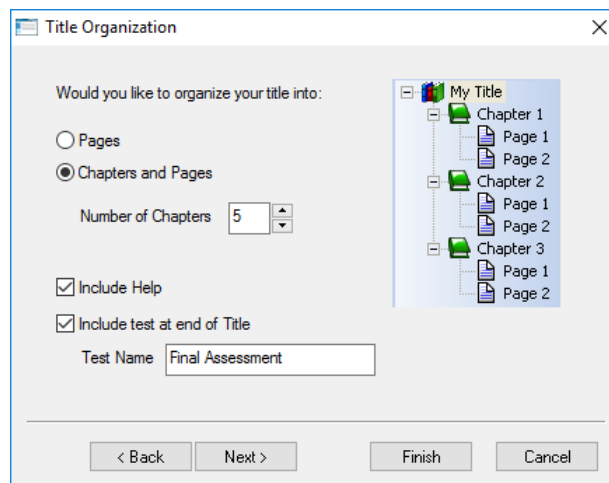 Title Organization
Would you like to organize your title into:
Pages
Chapters and Pages
Number of Chapters 5
Include Help
Include test at end of Title
Test Name Final Assessment
My Title
Chapter 1
Page 1
Page 2
Chapter 2
Page 1
Page 2
Chapter 3
Page 1
Page 2
< Back Next > Finish Cancel